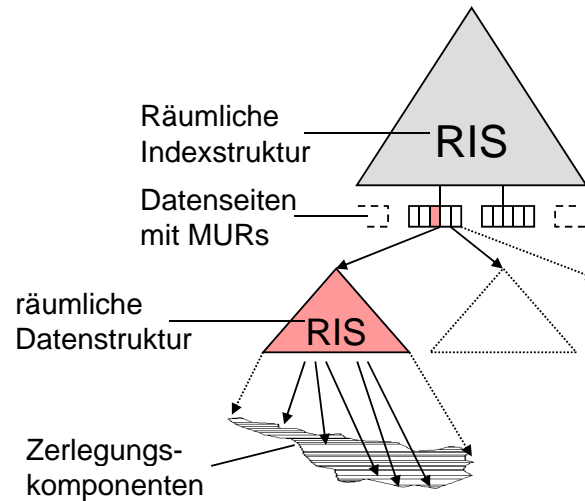 Räumliche
Indexstruktur
RIS
Datenseiten
mit MURs
räumliche
Datenstruktur
RIS
Zerlegungs-
komponenten